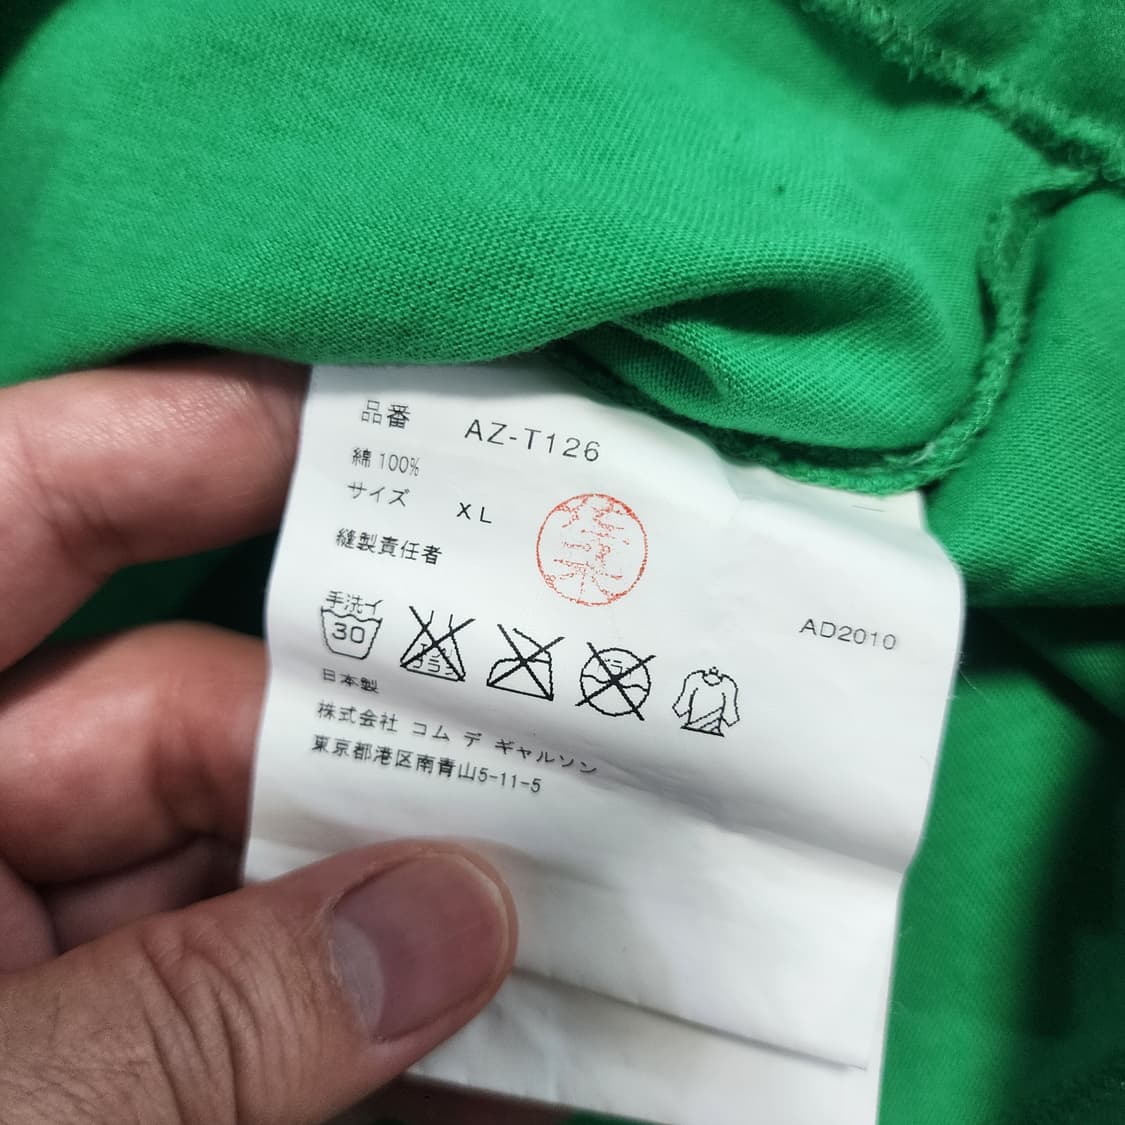 品番 AZ-T126
綿 100%
サイズ XL
縫製責任者
AD2010
手洗イ
30
日本製
株式会社 コム デ ギャルソン
東京都港区南青山5-11-5